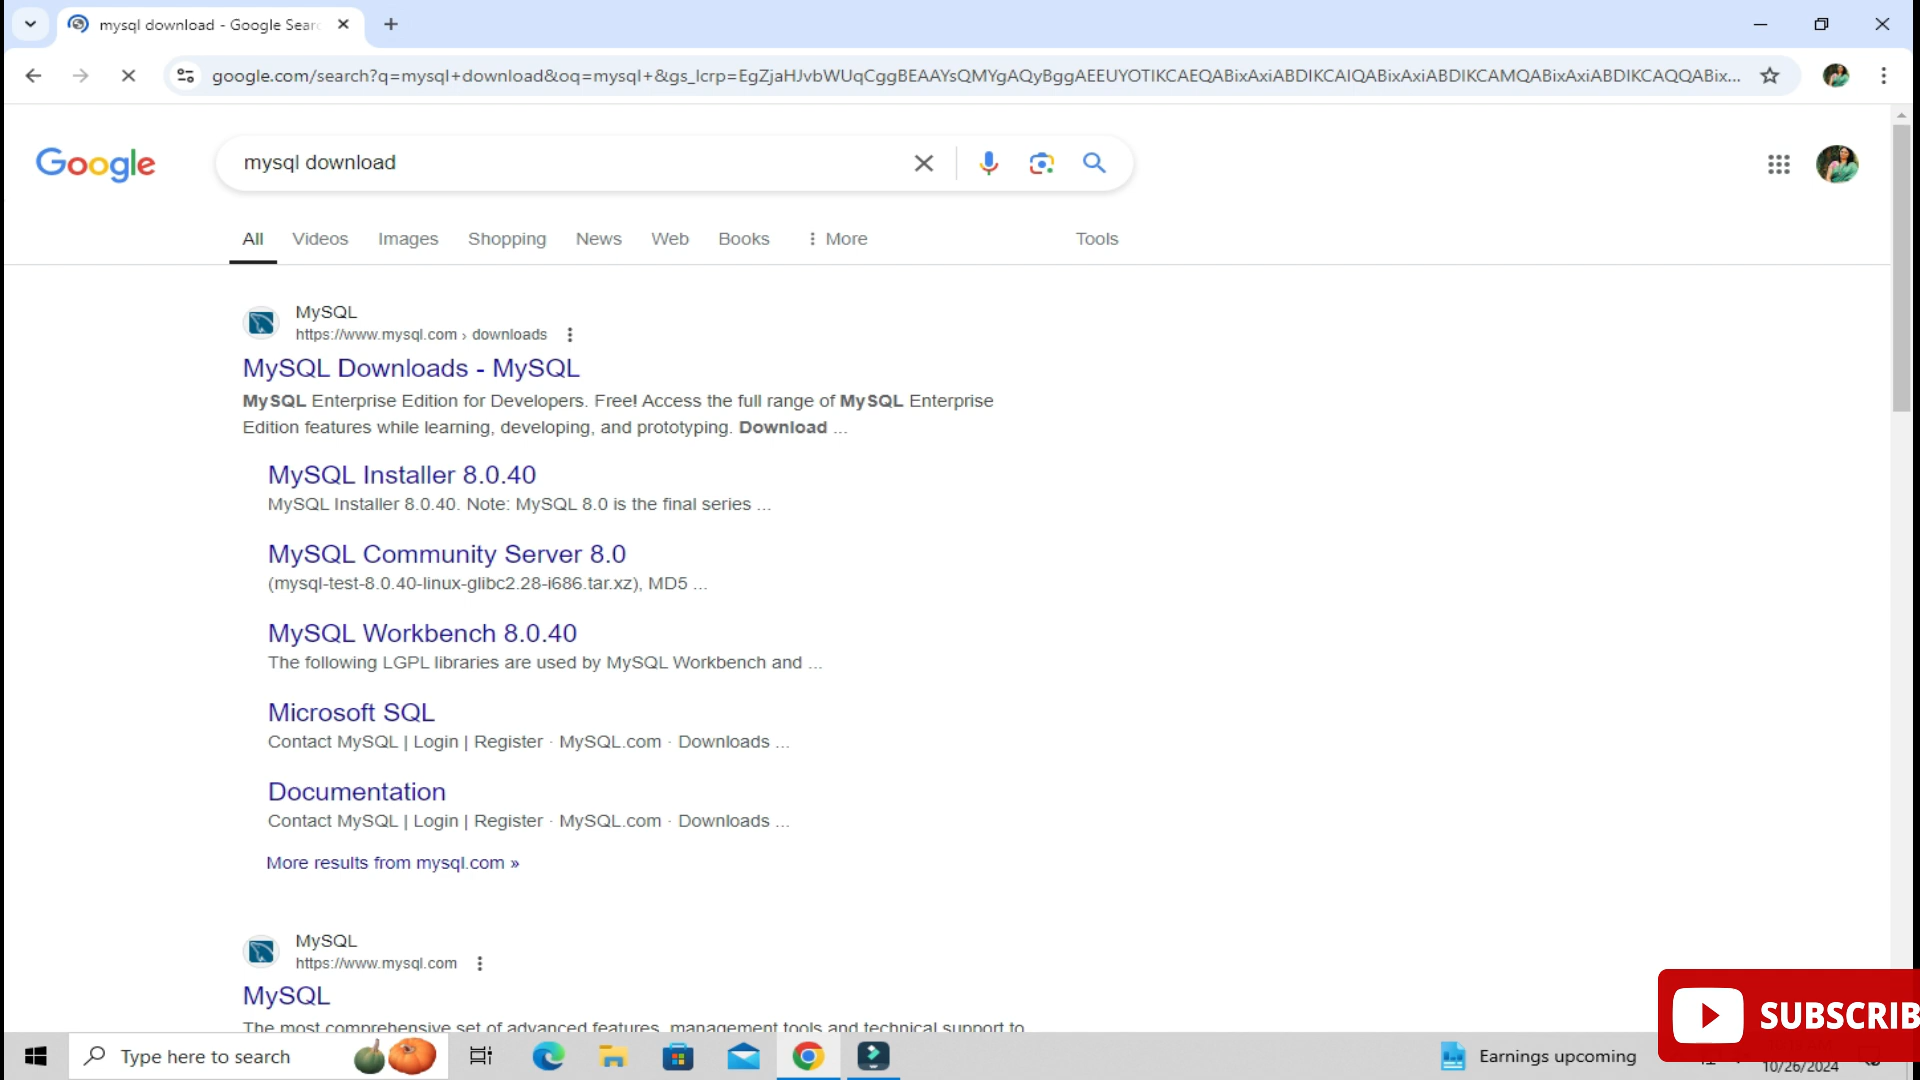 mysql download - Google Sear
google.com/search?q=mysql+download&oq=mysql+&gs_lcrp=EgZjaHJvbWUqCggBEAAYsQMYgAQyBggAEEUYOTIKCAEQABixAxiABDIKCAIQABixAxiABDIKCAMQABixAxiABDIKCAQQABix...
Google
mysql download
All Videos Images Shopping News Web Books More Tools
MySQL
https://www.mysql.com › downloads
MySQL Downloads - MySQL
MySQL Enterprise Edition for Developers. Free! Access the full range of MySQL Enterprise
Edition features while learning, developing, and prototyping. Download ...
MySQL Installer 8.0.40
MySQL Installer 8.0.40. Note: MySQL 8.0 is the final series ...
MySQL Community Server 8.0
(mysql-test-8.0.40-linux-glibc2.28-i686.tar.xz), MD5 ...
MySQL Workbench 8.0.40
The following LGPL libraries are used by MySQL Workbench and ...
Microsoft SQL
Contact MySQL | Login | Register · MySQL.com · Downloads ...
Documentation
Contact MySQL | Login | Register · MySQL.com · Downloads ...
More results from mysql.com »
MySQL
https://www.mysql.com
MySQL
The most comprehensive set of advanced features, management tools and technical support to
SUBSCRIB
Type here to search
Earnings upcoming
10/26/2024